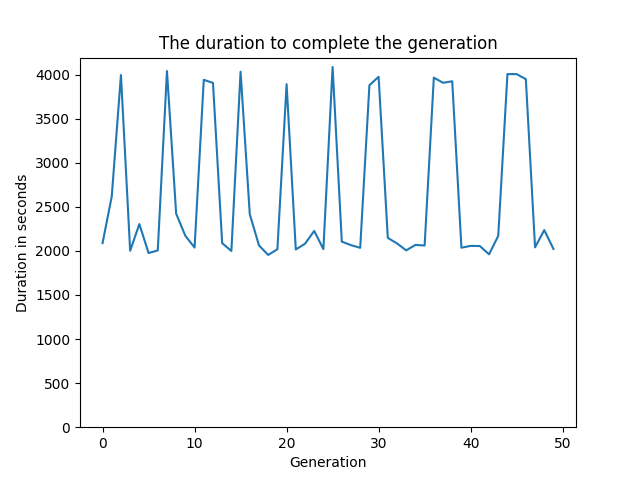 The duration to complete the generation
4000
3500
3000
2500
2000
1500
1000
500
0
Duration in seconds
0 10 20 30 40 50
Generation